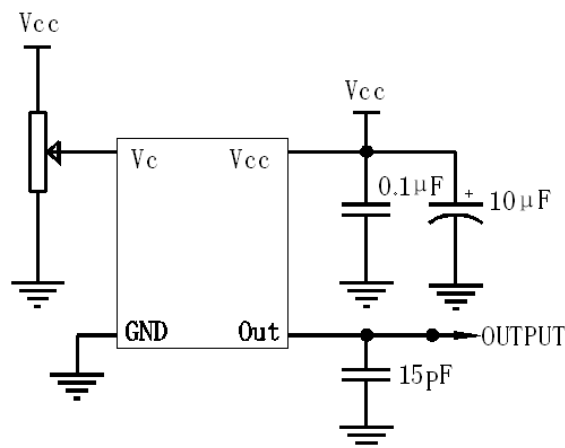 Vcc
Vcc
Vc
Vcc
0.1μF
+
10μF
GND
Out
OUTPUT
15pF